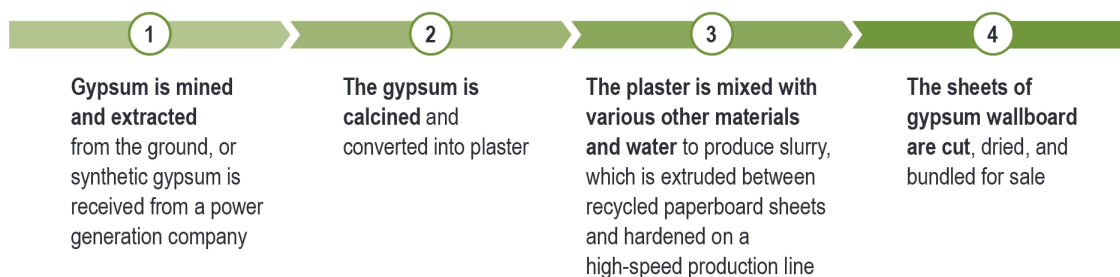 1
Gypsum is mined
and extracted
from the ground, or
synthetic gypsum is
received from a power
generation company
2
The gypsum is
calcined and
converted into plaster
3
The plaster is mixed with
various other materials
and water to produce slurry,
which is extruded between
recycled paperboard sheets
and hardened on a
high-speed production line
4
The sheets of
gypsum wallboard
are cut, dried, and
bundled for sale